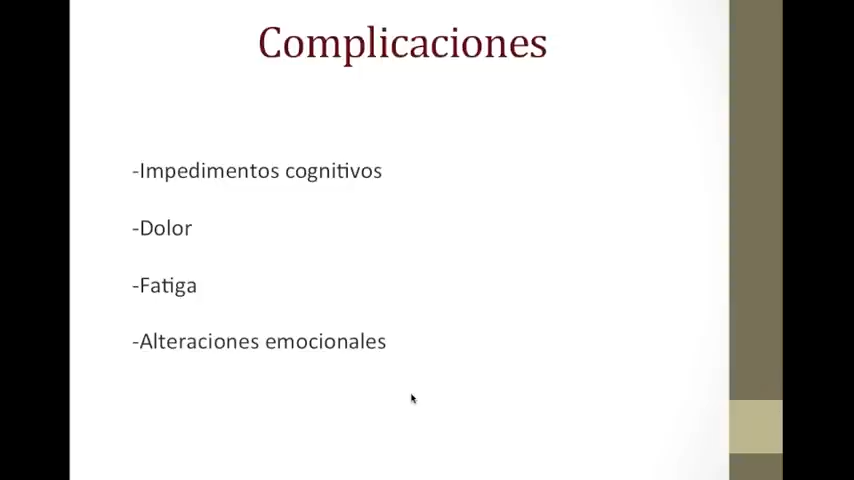 Complicaciones
-Impedimentos cognitivos
-Dolor
-Fatiga
-Alteraciones emocionales